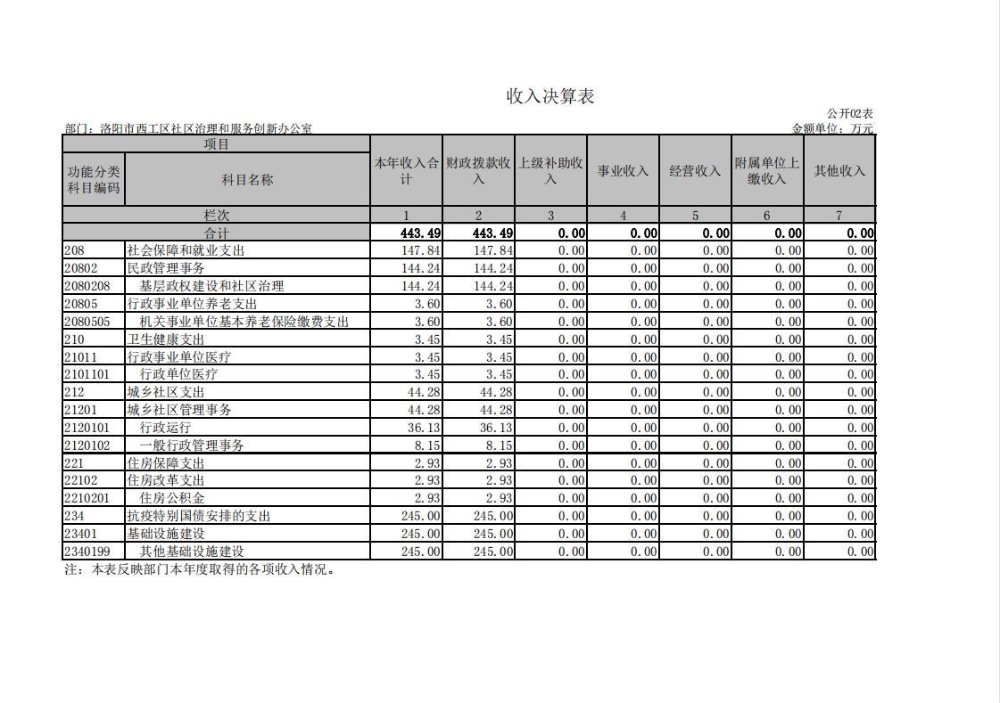 收入决算表
公开02表
部门：洛阳市西工区社区治理和服务创新办公室 金额单位：万元
项目 本年收入合计 财政拨款收入 上级补助收入 事业收入 经营收入 附属单位上缴收入 其他收入
功能分类科目编码 科目名称
栏次 1 2 3 4 5 6 7
合计 443.49 443.49 0.00 0.00 0.00 0.00 0.00
208 社会保障和就业支出 147.84 147.84 0.00 0.00 0.00 0.00 0.00
20802 民政管理事务 144.24 144.24 0.00 0.00 0.00 0.00 0.00
2080208 基层政权建设和社区治理 144.24 144.24 0.00 0.00 0.00 0.00 0.00
20805 行政事业单位养老支出 3.60 3.60 0.00 0.00 0.00 0.00 0.00
2080505 机关事业单位基本养老保险缴费支出 3.60 3.60 0.00 0.00 0.00 0.00 0.00
210 卫生健康支出 3.45 3.45 0.00 0.00 0.00 0.00 0.00
21011 行政事业单位医疗 3.45 3.45 0.00 0.00 0.00 0.00 0.00
2101101 行政单位医疗 3.45 3.45 0.00 0.00 0.00 0.00 0.00
212 城乡社区支出 44.28 44.28 0.00 0.00 0.00 0.00 0.00
21201 城乡社区管理事务 44.28 44.28 0.00 0.00 0.00 0.00 0.00
2120101 行政运行 36.13 36.13 0.00 0.00 0.00 0.00 0.00
2120102 一般行政管理事务 8.15 8.15 0.00 0.00 0.00 0.00 0.00
221 住房保障支出 2.93 2.93 0.00 0.00 0.00 0.00 0.00
22102 住房改革支出 2.93 2.93 0.00 0.00 0.00 0.00 0.00
2210201 住房公积金 2.93 2.93 0.00 0.00 0.00 0.00 0.00
234 抗疫特别国债安排的支出 245.00 245.00 0.00 0.00 0.00 0.00 0.00
23401 基础设施建设 245.00 245.00 0.00 0.00 0.00 0.00 0.00
2340199 其他基础设施建设 245.00 245.00 0.00 0.00 0.00 0.00 0.00
注：本表反映部门本年度取得的各项收入情况。